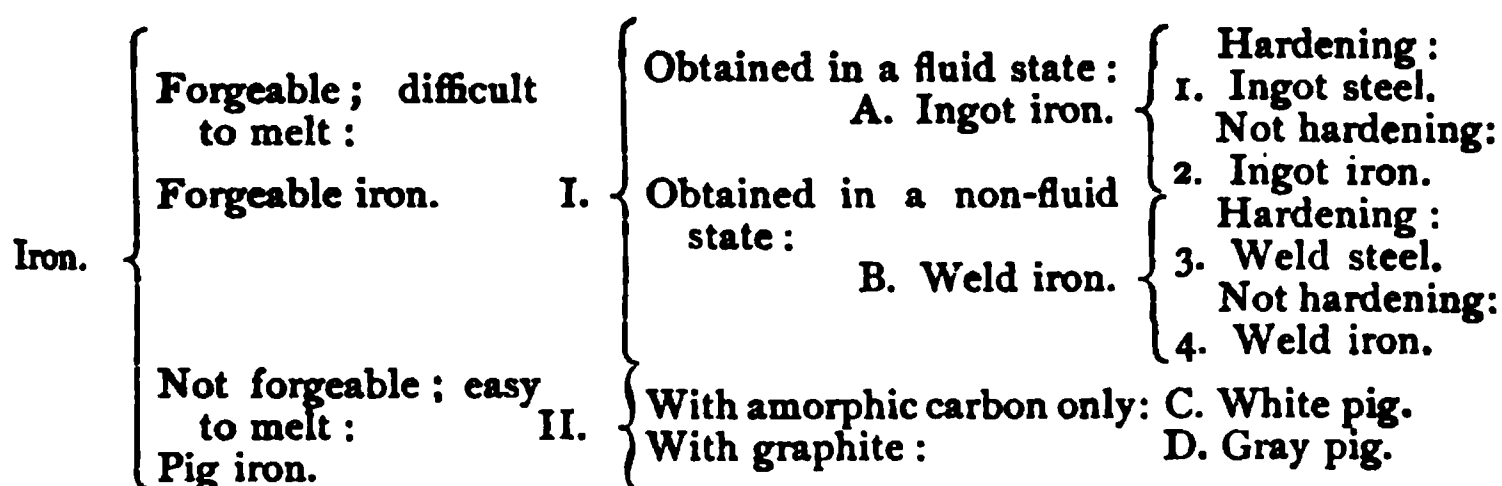 Iron.
Forgeable; difficult
to melt:
Forgeable iron.
I.
Obtained in a fluid state:
A. Ingot iron.
Hardening:
1. Ingot steel.
Not hardening:
2. Ingot iron.
Obtained in a non-fluid
state:
B. Weld iron.
Hardening:
3. Weld steel.
Not hardening:
4. Weld iron.
Not forgeable; easy
to melt:
Pig iron.
II.
With amorphic carbon only: C. White pig.
With graphite: D. Gray pig.